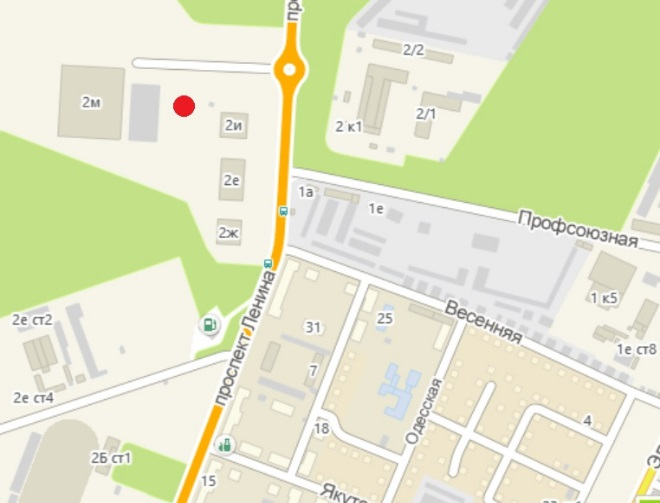 пр
2/2
2м
2и
2 к1
2/1
2е
1а
1е
2ж
Профсоюзная
проспект Ленина
Весенняя
1 к5
2е ст2
31
25
1е ст8
7
2е ст4
Одесская
18
4
2Б ст1
15
Якутс